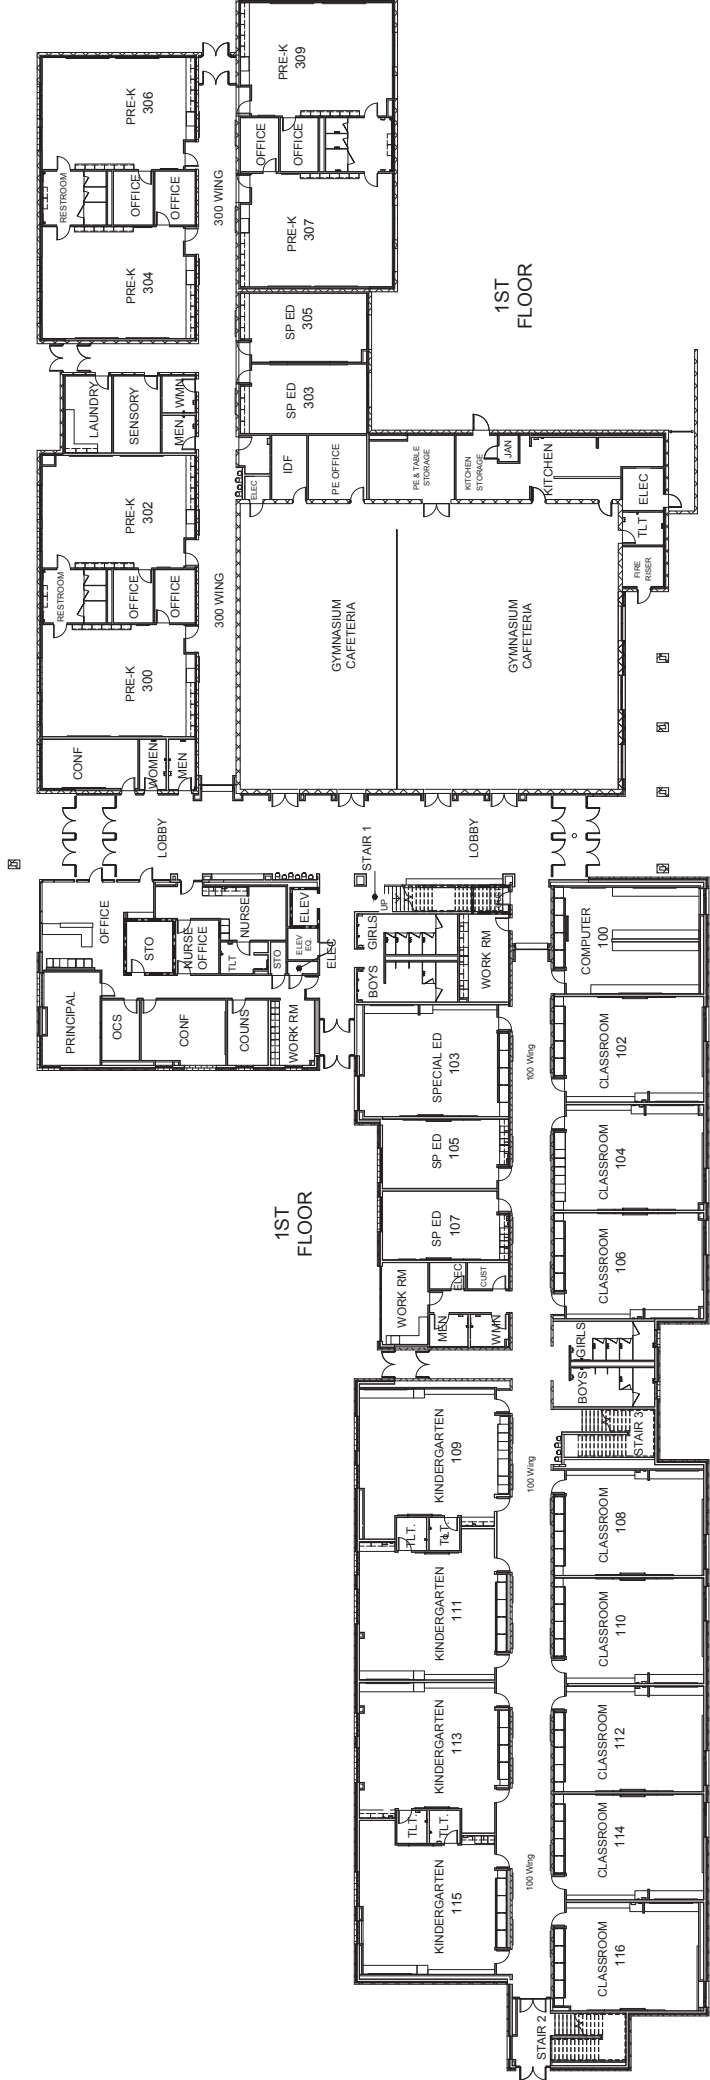 PRE-K
306
RESTROOM
OFFICE
OFFICE
PRE-K
304
300 WING
PRE-K
309
OFFICE
OFFICE
PRE-K
307
SP ED
305
SP ED
303
1ST
FLOOR
LAUNDRY
SENSORY
MEN
WMN
PRE-K
302
RESTROOM
OFFICE
OFFICE
300 WING
PRE-K
300
CONF
WOMEN
MEN
ELEC
IDF
PE OFFICE
PE & TABLE
STORAGE
KITCHEN
STORAGE
JAN
KITCHEN
ELEC
TLT
FIRE
RISER
GYMNASIUM
CAFETERIA
GYMNASIUM
CAFETERIA
LOBBY
LOBBY
STAIR 1
UP
OFFICE
STO
NURSE
OFFICE
NURSE
TLT
STO
ELEV
ELEV
EQ.
ELEC
PRINCIPAL
OCS
CONF
COUNS
WORK RM
GIRLS
BOYS
WORK RM
COMPUTER
100
SPECIAL ED
103
100 Wing
CLASSROOM
102
SP ED
105
CLASSROOM
104
SP ED
107
CLASSROOM
106
1ST
FLOOR
WORK RM
ELEC
CUST
MEN
WMN
GIRLS
BOYS
STAIR 3
KINDERGARTEN
109
100 Wing
TLT.
TLT.
CLASSROOM
108
KINDERGARTEN
111
CLASSROOM
110
KINDERGARTEN
113
CLASSROOM
112
TLT.
TLT.
CLASSROOM
114
KINDERGARTEN
115
100 Wing
CLASSROOM
116
STAIR 2